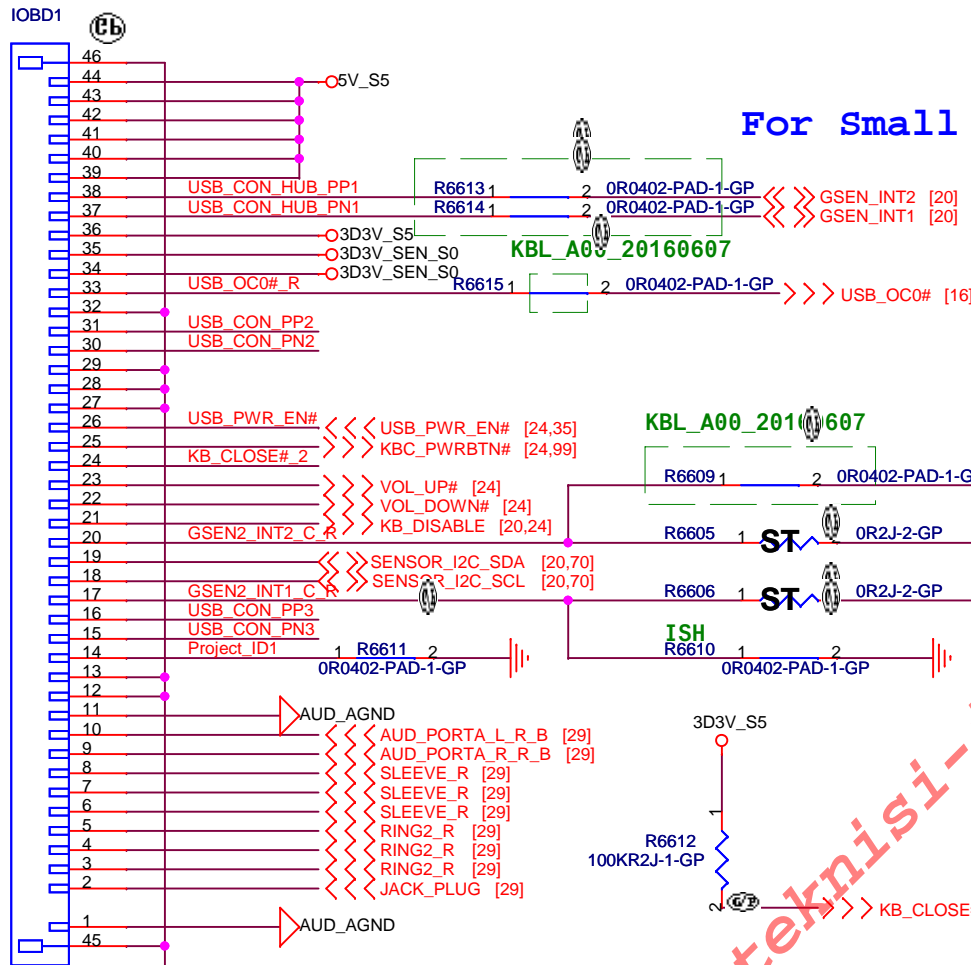 IOBD1
46
44 5V_S5
43
42
41
40
39
For Small
38 USB_CON_HUB_PP1 R6613 1 2 0R0402-PAD-1-GP GSEN_INT2 [20]
37 USB_CON_HUB_PN1 R6614 1 2 0R0402-PAD-1-GP GSEN_INT1 [20]
36 3D3V_S5
35 3D3V_SEN_S0
34 3D3V_SEN_S0
33 USB_OC0#_R R6615 1 2 0R0402-PAD-1-GP USB_OC0# [16]
32
31 USB_CON_PP2
30 USB_CON_PN2
29
28
27
26 USB_PWR_EN# USB_PWR_EN# [24,35]
25 KBC_PWRBTN# [24,99]
24 KB_CLOSE#_2
23 VOL_UP# [24] R6609 1 2 0R0402-PAD-1-G
22 VOL_DOWN# [24]
21 KB_DISABLE [20,24]
20 GSEN2_INT2_C_R R6605 1 ST 2 0R2J-2-GP
19 SENSOR_I2C_SDA [20,70]
18 SENSOR_I2C_SCL [20,70]
17 GSEN2_INT1_C_R R6606 1 ST 0R2J-2-GP
16 USB_CON_PP3
15 USB_CON_PN3
ISH
14 Project_ID1 1 R6611 2 R6610 1 2
0R0402-PAD-1-GP 0R0402-PAD-1-GP
13
12
11 AUD_AGND
10 AUD_PORTA_L_R_B [29]
9 AUD_PORTA_R_R_B [29]
8 SLEEVE_R [29]
7 SLEEVE_R [29]
6 SLEEVE_R [29]
5 RING2_R [29]
4 RING2_R [29]
3 RING2_R [29]
2 JACK_PLUG [29]
1 AUD_AGND
45
3D3V_S5
1
R6612
100KR2J-1-GP
2 KB_CLOSE
teknisi-